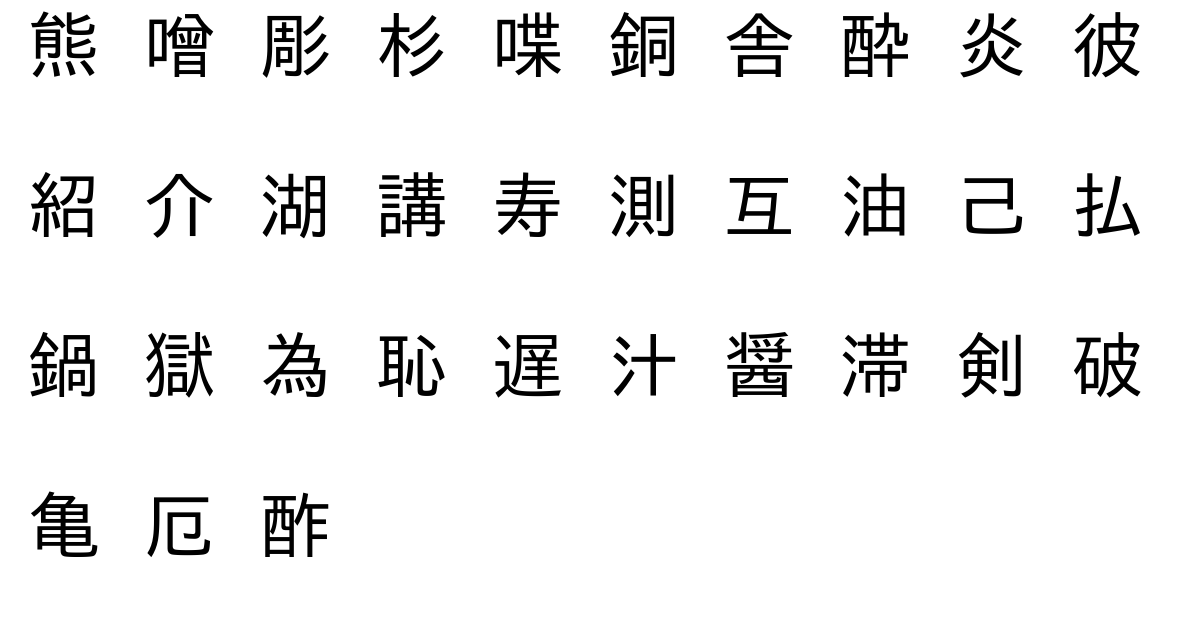 熊 噌 彫 杉 喋 銅 舎 酔 炎 彼
紹 介 湖 講 寿 測 互 油 己 払
鍋 獄 為 恥 遅 汁 醤 滞 剣 破
亀 厄 酢